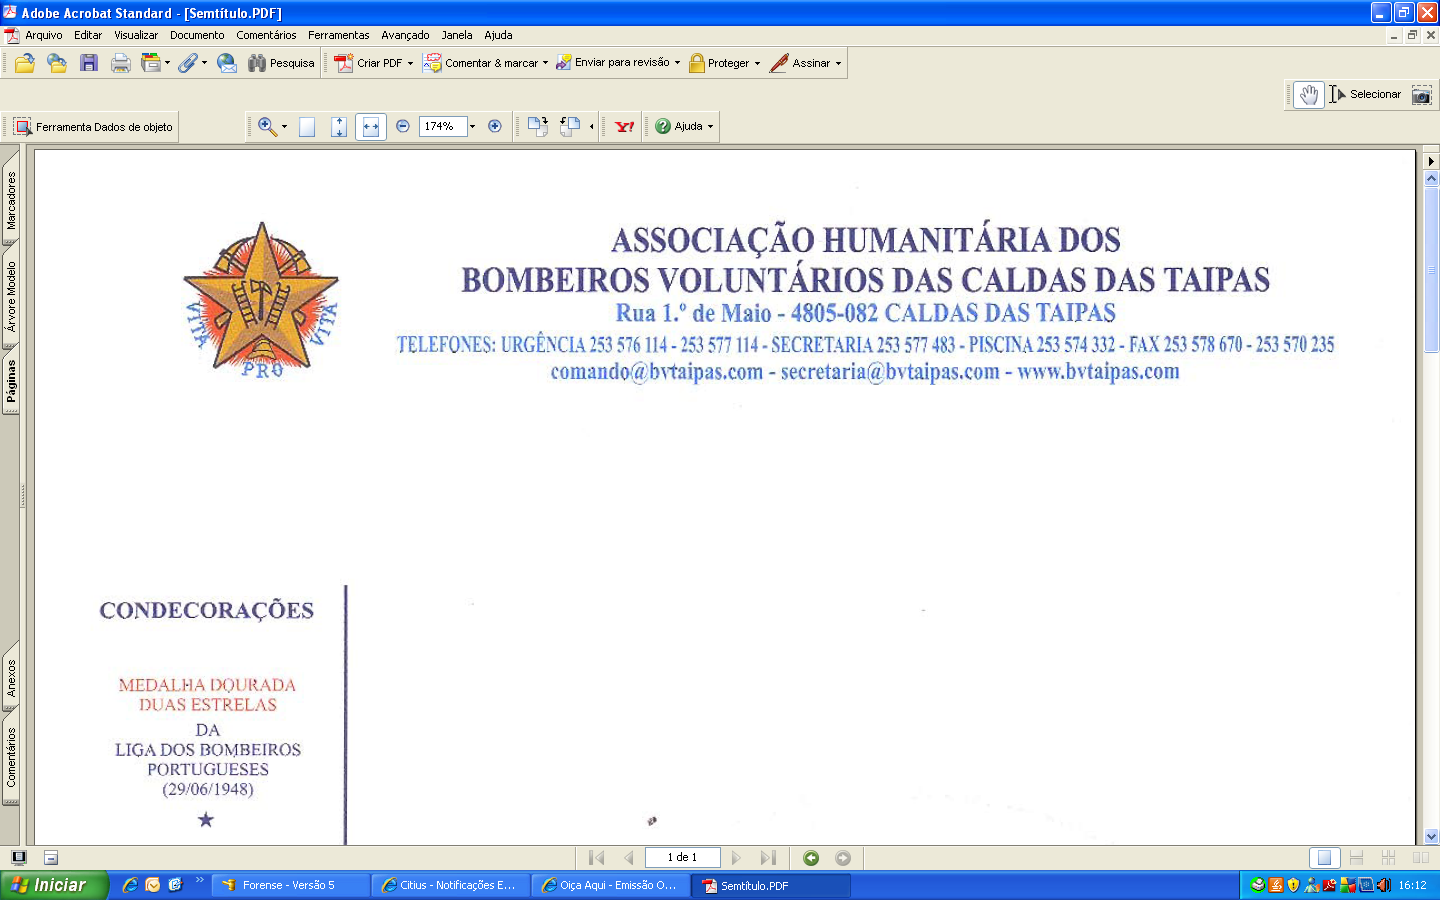 Adobe Acrobat Standard - [Semtítulo.PDF]
Arquivo Editar Visualizar Documento Comentários Ferramentas Avançado Janela Ajuda
Pesquisa Criar PDF Comentar & marcar Enviar para revisão Proteger Assinar
Selecionar
Ferramenta Dados de objeto 174% Y! Ajuda
Marcadores
Árvore Modelo
Páginas
Anexos
Comentários
VITA PRO VITA
ASSOCIAÇÃO HUMANITÁRIA DOS
BOMBEIROS VOLUNTÁRIOS DAS CALDAS DAS TAIPAS
Rua 1.º de Maio - 4805-082 CALDAS DAS TAIPAS
TELEFONES: URGÊNCIA 253 576 114 - 253 577 114 - SECRETARIA 253 577 483 - PISCINA 253 574 332 - FAX 253 578 670 - 253 570 235
comando@bvtaipas.com - secretaria@bvtaipas.com - www.bvtaipas.com
CONDECORAÇÕES
MEDALHA DOURADA
DUAS ESTRELAS
DA
LIGA DOS BOMBEIROS
PORTUGUESES
(29/06/1948)
1 de 1
Iniciar Forense - Versão 5 Citius - Notificações E... Oiça Aqui - Emissão O... Semtítulo.PDF 16:12